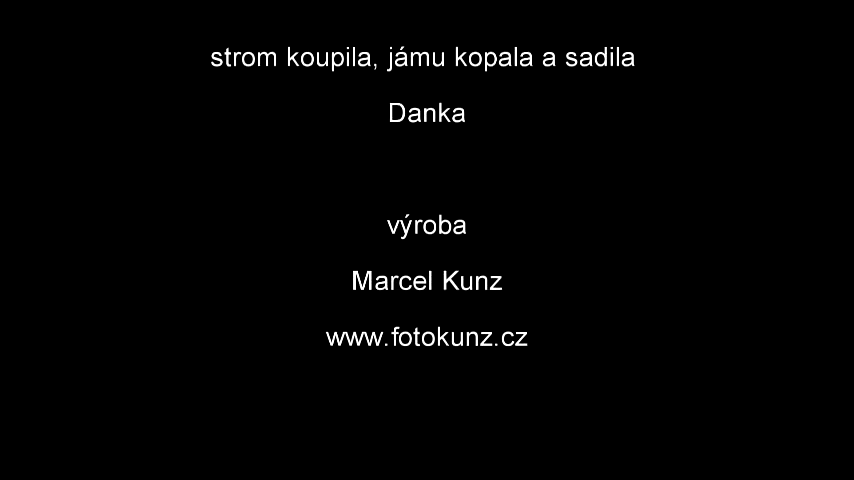 strom koupila, jámu kopala a sadila
Danka
výroba
Marcel Kunz
www.fotokunz.cz